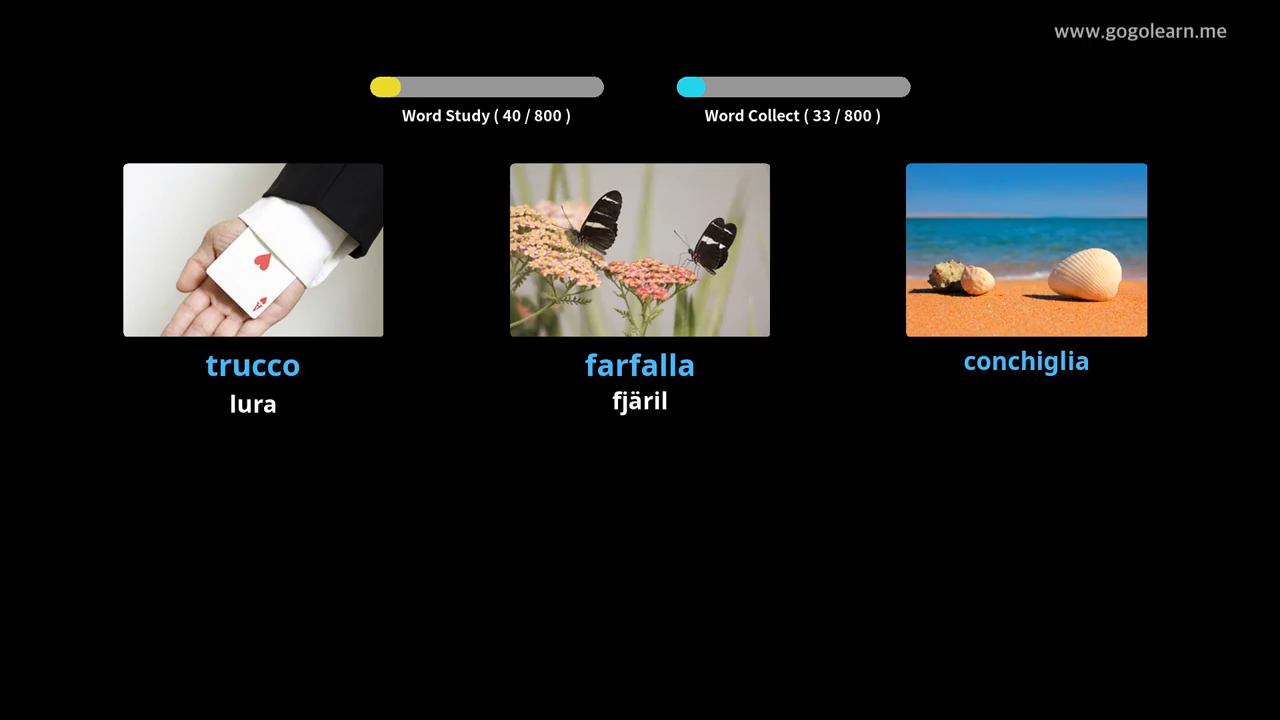 www.gogolearn.me
Word Study ( 40 / 800 )
Word Collect ( 33 / 800 )
trucco
lura
farfalla
fjäril
conchiglia